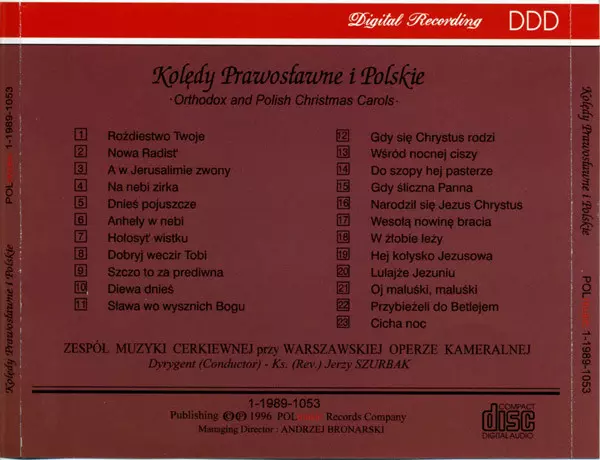 Digital Recording DDD
Kolędy Prawosławne i Polskie
·Orthodox and Polish Christmas Carols·
1 Rożdiestwo Twoje
2 Nowa Radist'
3 A w Jerusalimie zwony
4 Na nebi zirka
5 Dnieś pojuszcze
6 Anheły w nebi
7 Hołosyť wistku
8 Dobryj weczir Tobi
9 Szczo to za prediwna
10 Diewa dnieś
11 Sława wo wysznich Bogu
12 Gdy się Chrystus rodzi
13 Wśród nocnej ciszy
14 Do szopy hej pasterze
15 Gdy śliczna Panna
16 Narodził się Jezus Chrystus
17 Wesołą nowinę bracia
18 W żłobie leży
19 Hej kołysko Jezusowa
20 Lulajże Jezuniu
21 Oj maluśki, maluśki
22 Przybieżeli do Betlejem
23 Cicha noc
ZESPÓŁ MUZYKI CERKIEWNEJ przy WARSZAWSKIEJ OPERZE KAMERALNEJ
Dyrygent (Conductor) - Ks. (Rev.) Jerzy SZURBAK
1-1989-1053
Publishing ©℗ 1996 POL Records Company
Managing Director : ANDRZEJ BRONARSKI
COMPACT
disc
DIGITAL AUDIO
Kolędy Prawosławne i Polskie POL 1-1989-1053
Kolędy Prawosławne i Polskie POL 1-1989-1053